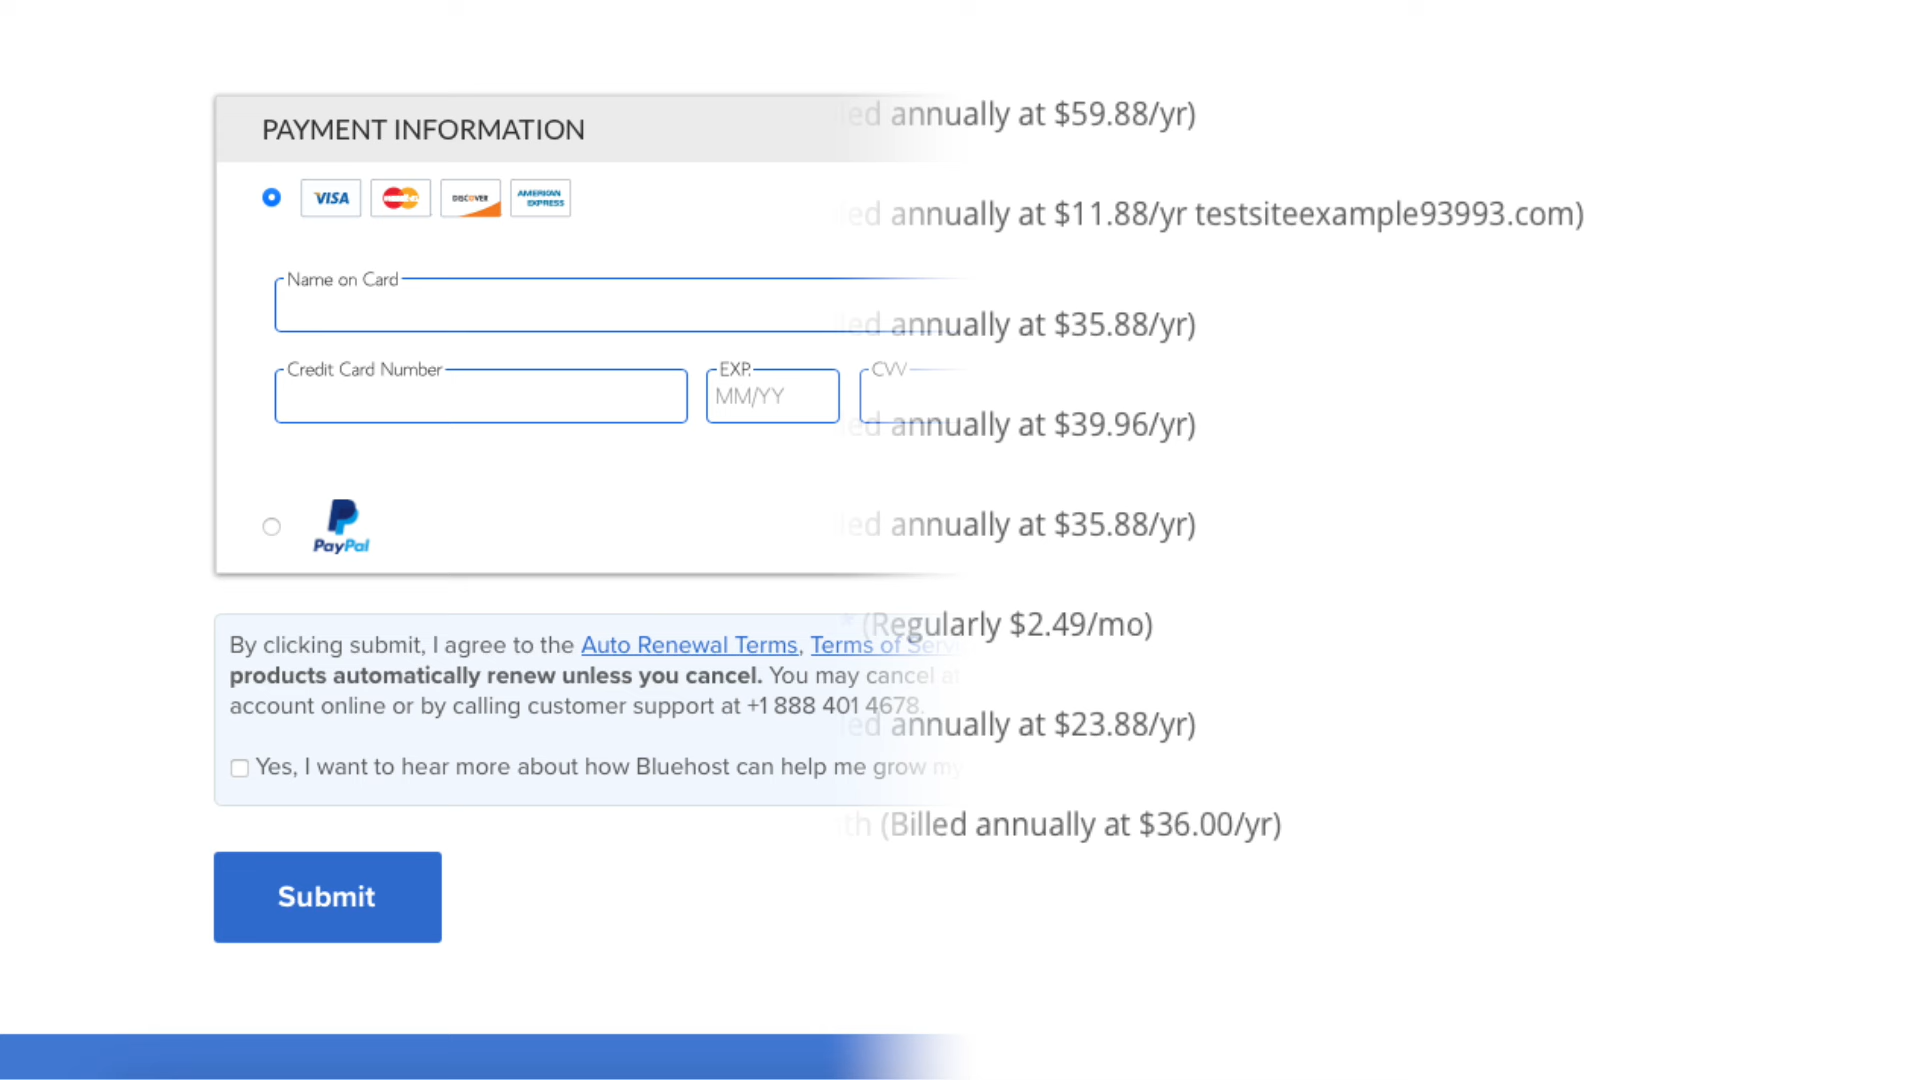 PAYMENT INFORMATION
VISA
MasterCard
DISCOVER
AMERICAN EXPRESS
Name on Card
Credit Card Number
EXP.
MM/YY
CVV
PayPal
By clicking submit, I agree to the Auto Renewal Terms, Terms of
products automatically renew unless you cancel. You may cancel
account online or by calling customer support at +1 888 401 4678.
Yes, I want to hear more about how Bluehost can help me grow my
Submit
annually at $59.88/yr)
annually at $11.88/yr testsiteexample93993.com)
annually at $35.88/yr)
annually at $39.96/yr)
annually at $35.88/yr)
(Regularly $2.49/mo)
annually at $23.88/yr)
(Billed annually at $36.00/yr)